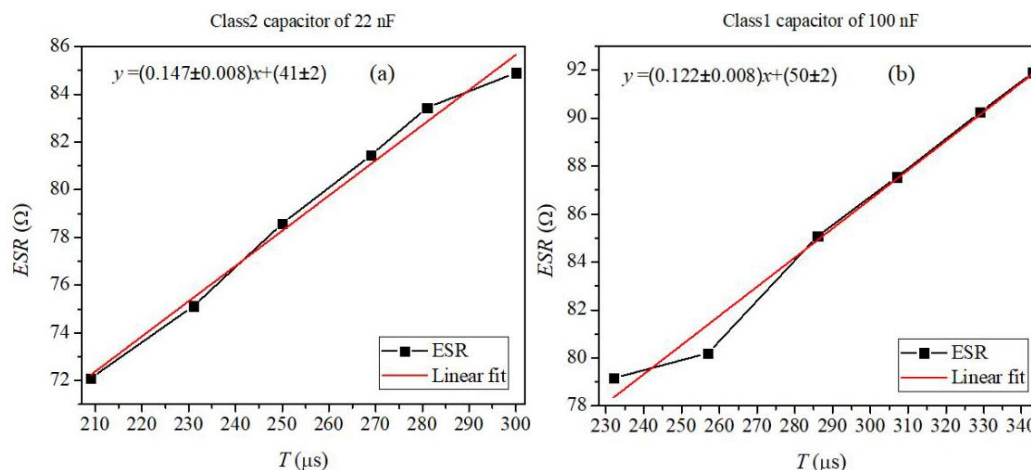 Class2 capacitor of 22 nF
86
84
82
80
78
76
74
72
ESR (Ω)
y =(0.147±0.008)x+(41±2)
(a)
ESR
Linear fit
210 220 230 240 250 260 270 280 290 300
T (μs)
Class1 capacitor of 100 nF
92
90
88
86
84
82
80
78
ESR (Ω)
y =(0.122±0.008)x+(50±2)
(b)
ESR
Linear fit
230 240 250 260 270 280 290 300 310 320 330 340
T (μs)